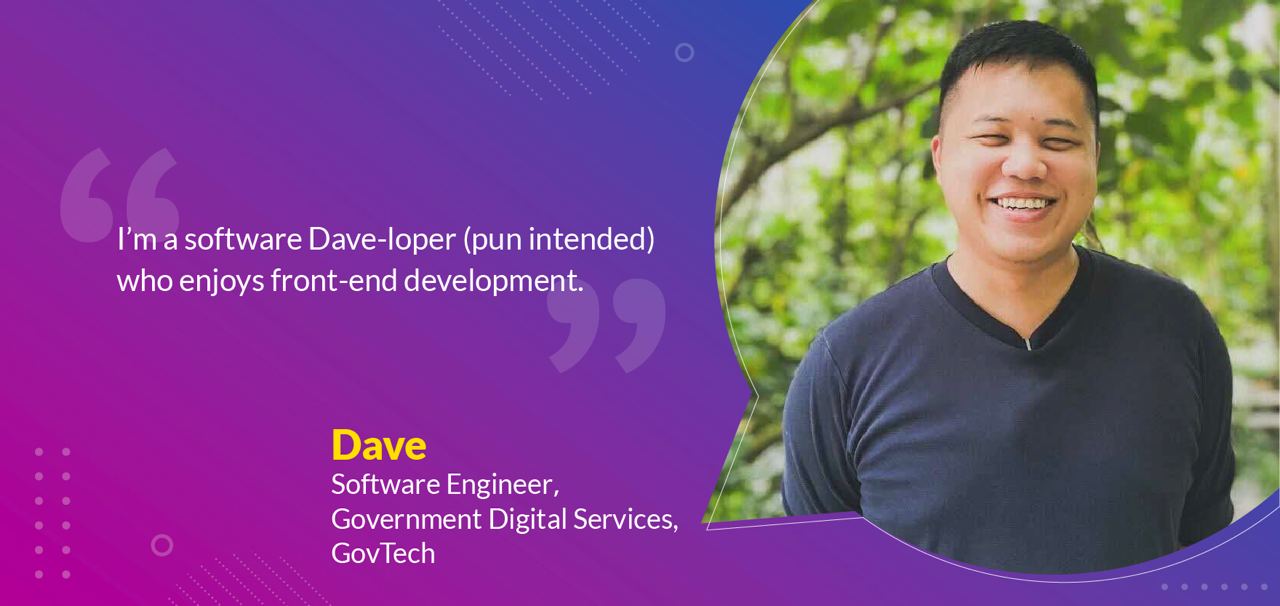 I’m a software Dave-loper (pun intended)
who enjoys front-end development.
Dave
Software Engineer,
Government Digital Services,
GovTech